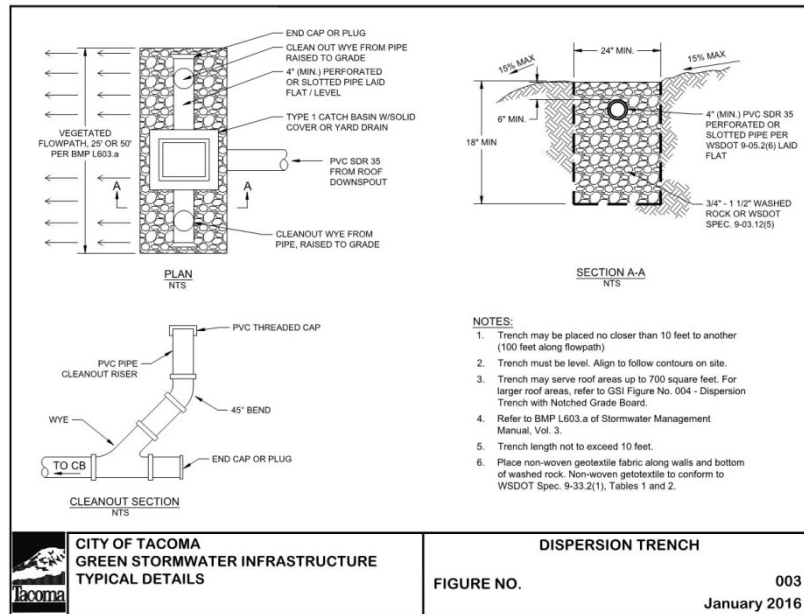 END CAP OR PLUG
CLEAN OUT WYE FROM PIPE
RAISED TO GRADE
4" (MIN.) PERFORATED
OR SLOTTED PIPE LAID
FLAT / LEVEL
TYPE 1 CATCH BASIN W/SOLID
COVER OR YARD DRAIN
VEGETATED
FLOWPATH, 25' OR 50'
PER BMP L603.a
A
A
PVC SDR 35
FROM ROOF
DOWNSPOUT
CLEANOUT WYE FROM
PIPE, RAISED TO GRADE
PLAN
NTS
15% MAX
24" MIN.
15% MAX
6" MIN.
18" MIN
4" (MIN.) PVC SDR 35
PERFORATED OR
SLOTTED PIPE PER
WSDOT 9-05.2(6) LAID
FLAT
3/4" - 1 1/2" WASHED
ROCK OR WSDOT
SPEC. 9-03.12(5)
SECTION A-A
NTS
PVC THREADED CAP
PVC PIPE
CLEANOUT RISER
45° BEND
WYE
END CAP OR PLUG
TO CB
CLEANOUT SECTION
NTS
NOTES:
1. Trench may be placed no closer than 10 feet to another
(100 feet along flowpath)
2. Trench must be level. Align to follow contours on site.
3. Trench may serve roof areas up to 700 square feet. For
larger roof areas, refer to GSI Figure No. 004 - Dispersion
Trench with Notched Grade Board.
4. Refer to BMP L603.a of Stormwater Management
Manual, Vol. 3.
5. Trench length not to exceed 10 feet.
6. Place non-woven geotextile fabric along walls and bottom
of washed rock. Non-woven getotextile to conform to
WSDOT Spec. 9-33.2(1), Tables 1 and 2.
Tacoma
CITY OF TACOMA
GREEN STORMWATER INFRASTRUCTURE
TYPICAL DETAILS
DISPERSION TRENCH
FIGURE NO. 003
January 2016